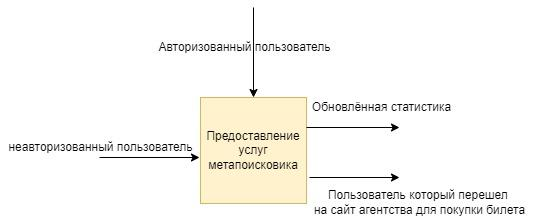 Авторизованный пользователь
Обновлённая статистика
неавторизованный пользователь
Предоставление
услуг
метапоисковика
Пользователь который перешел
на сайт агентства для покупки билета